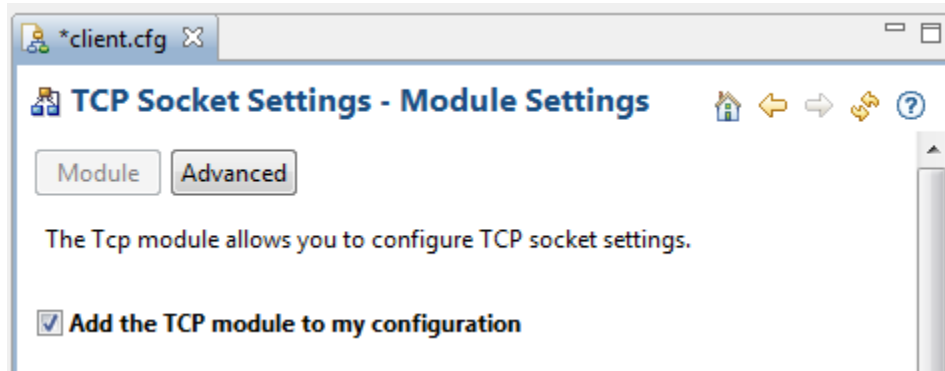 *client.cfg
TCP Socket Settings - Module Settings
Module Advanced
The Tcp module allows you to configure TCP socket settings.
Add the TCP module to my configuration